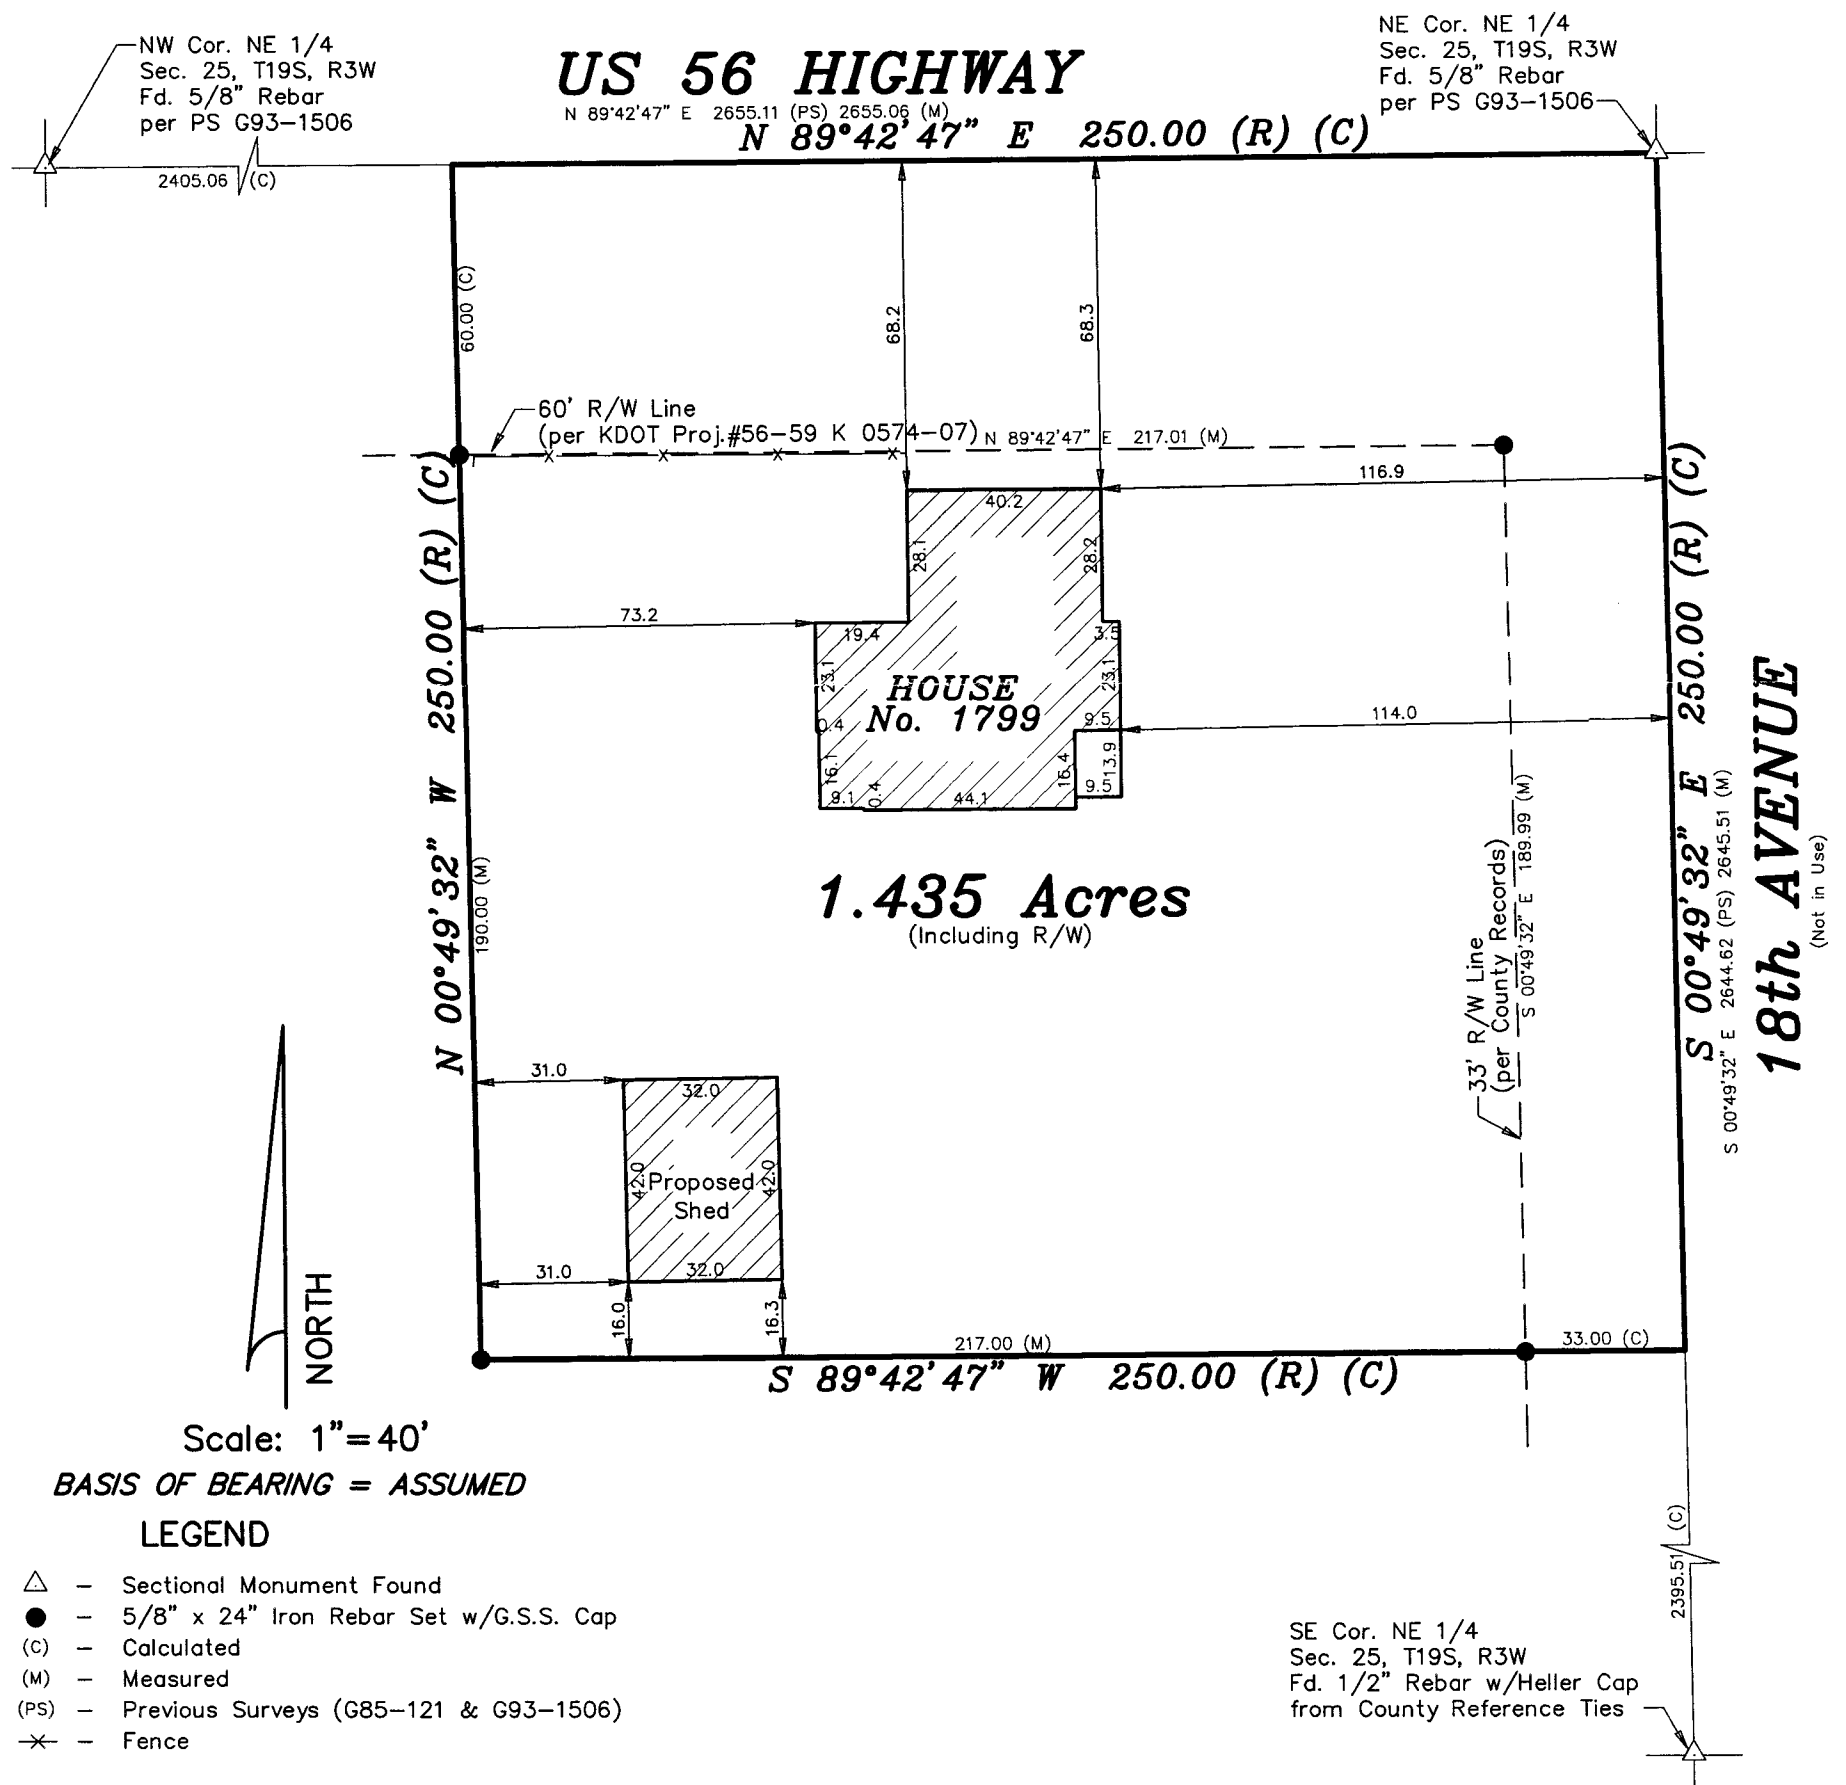 NW Cor. NE 1/4
Sec. 25, T19S, R3W
Fd. 5/8" Rebar
per PS G93-1506
US 56 HIGHWAY
N 89°42'47" E 2655.11 (PS) 2655.06 (M)
N 89°42'47" E 250.00 (R) (C)
NE Cor. NE 1/4
Sec. 25, T19S, R3W
Fd. 5/8" Rebar
per PS G93-1506
2405.06 (C)
60.00 (C)
68.2
68.3
60' R/W Line
(per KDOT Proj.#56-59 K 0574-07)
N 89°42'47" E 217.01 (M)
116.9
40.2
28.1
28.2
73.2
19.4
3.5
23.1
23.1
HOUSE
No. 1799
0.4
9.5
114.0
16.1
16.4
13.9
9.5
9.1
0.4
44.1
N 00°49'32" W 250.00 (R) (C)
190.00 (M)
1.435 Acres
(Including R/W)
33' R/W Line
(per County Records)
S 00°49'32" E 189.99 (M)
S 00°49'32" E 250.00 (R) (C)
S 00°49'32" E 2644.62 (PS) 2645.51 (M)
18th AVENUE
(Not in Use)
31.0
32.0
42.0
42.0
Proposed
Shed
31.0
32.0
16.0
16.3
217.00 (M)
33.00 (C)
S 89°42'47" W 250.00 (R) (C)
NORTH
Scale: 1"=40'
BASIS OF BEARING = ASSUMED
LEGEND
- Sectional Monument Found
- 5/8" x 24" Iron Rebar Set w/G.S.S. Cap
(C) - Calculated
(M) - Measured
(PS) - Previous Surveys (G85-121 & G93-1506)
- Fence
2395.51 (C)
SE Cor. NE 1/4
Sec. 25, T19S, R3W
Fd. 1/2" Rebar w/Heller Cap
from County Reference Ties